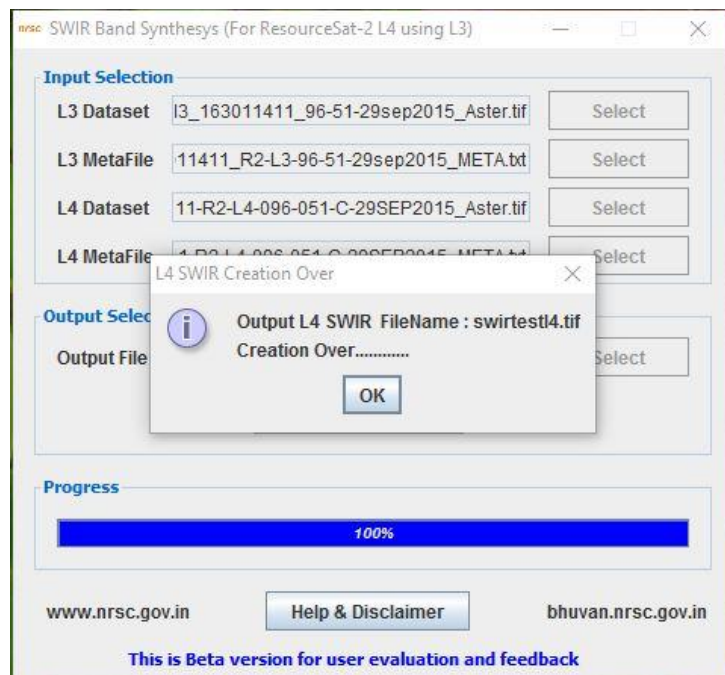 nrsc SWIR Band Synthesys (For ResourceSat-2 L4 using L3)
Input Selection
L3 Dataset l3_163011411_96-51-29sep2015_Aster.tif Select
L3 MetaFile 11411_R2-L3-96-51-29sep2015_META.txt Select
L4 Dataset 11-R2-L4-096-051-C-29SEP2015_Aster.tif Select
L4 MetaFile Select
L4 SWIR Creation Over
Output L4 SWIR FileName : swirtestl4.tif
Creation Over............
OK
Output Selec
Output File Select
Progress
100%
www.nrsc.gov.in Help & Disclaimer bhuvan.nrsc.gov.in
This is Beta version for user evaluation and feedback